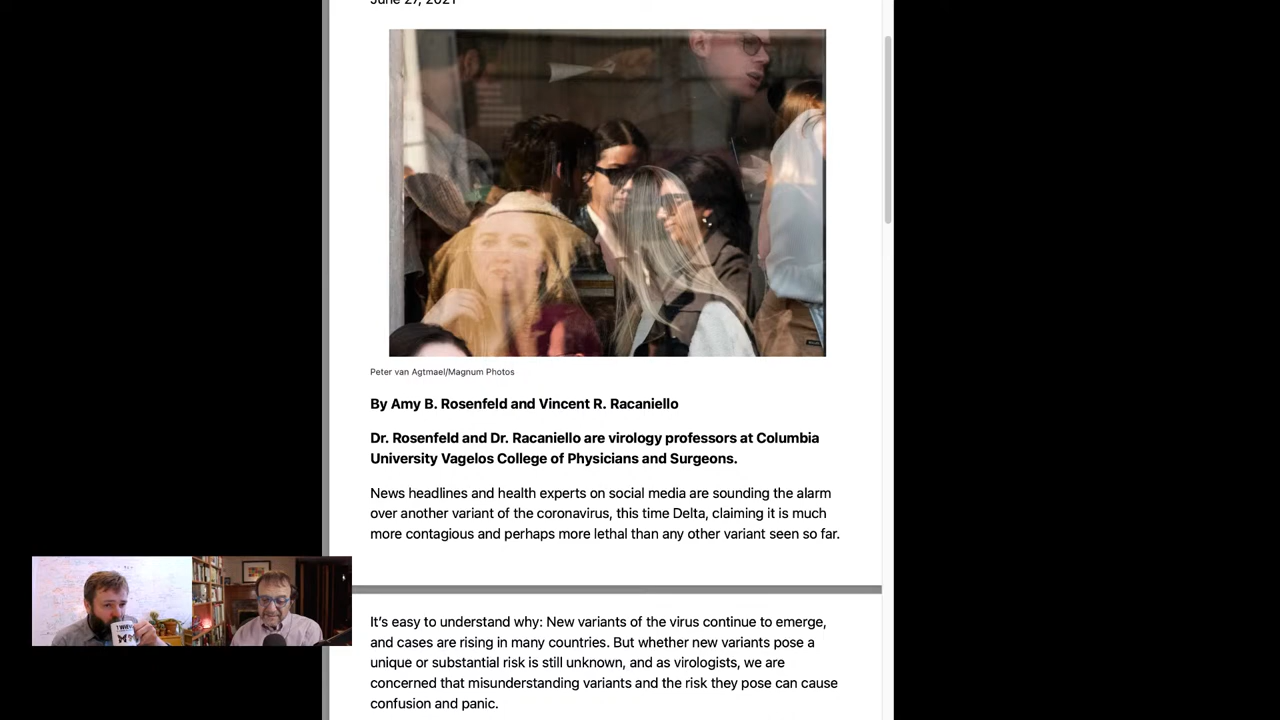 June 27, 2021
Peter van Agtmael/Magnum Photos
By Amy B. Rosenfeld and Vincent R. Racaniello
Dr. Rosenfeld and Dr. Racaniello are virology professors at Columbia
University Vagelos College of Physicians and Surgeons.
News headlines and health experts on social media are sounding the alarm
over another variant of the coronavirus, this time Delta, claiming it is much
more contagious and perhaps more lethal than any other variant seen so far.
It’s easy to understand why: New variants of the virus continue to emerge,
and cases are rising in many countries. But whether new variants pose a
unique or substantial risk is still unknown, and as virologists, we are
concerned that misunderstanding variants and the risk they pose can cause
confusion and panic.